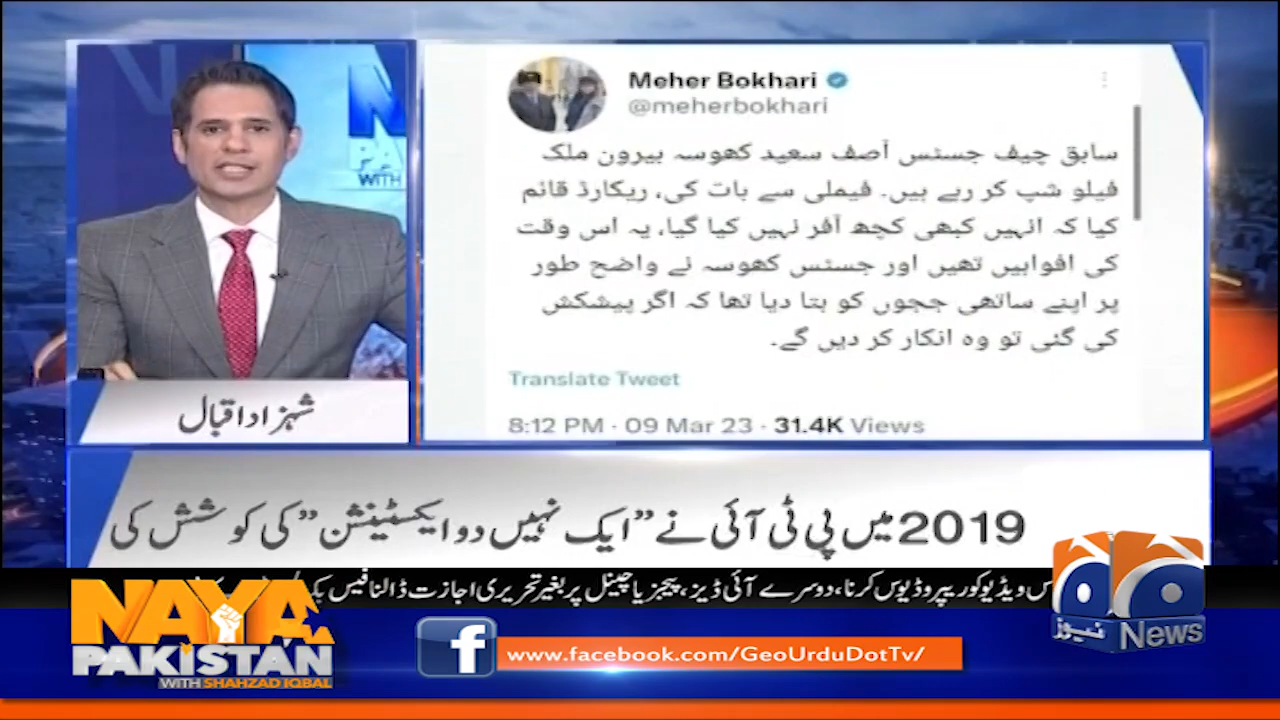 Meher Bokhari
@meherbokhari
سابق چیف جسٹس آصف سعید کھوسہ بیرون ملک
فیلو شپ کر رہے ہیں۔ فیملی سے بات کی، ریکارڈ قائم
کیا کہ انہیں کبھی کچھ آفر نہیں کیا گیا، یہ اس وقت
کی افواہیں تھیں اور جسٹس کھوسہ نے واضح طور
پر اپنے ساتھی ججوں کو بتا دیا تھا کہ اگر پیشکش
کی گئی تو وہ انکار کر دیں گے۔
Translate Tweet
8:12 PM · 09 Mar 23 · 31.4K Views
WITH
شہزاد اقبال
2019 میں پی ٹی آئی نے ”ایک نہیں دو ایکسٹینشن“ کی کوشش کی
ویڈیو کو ریپروڈیوس کرنا، دوسرے آئی ڈیز، پیجز یا چینل پر بغیر تحریری اجازت ڈالنا فیس
NAYA
PAKISTAN
WITH SHAHZAD IQBAL
f
www.facebook.com/GeoUrduDotTv/
نیوز News